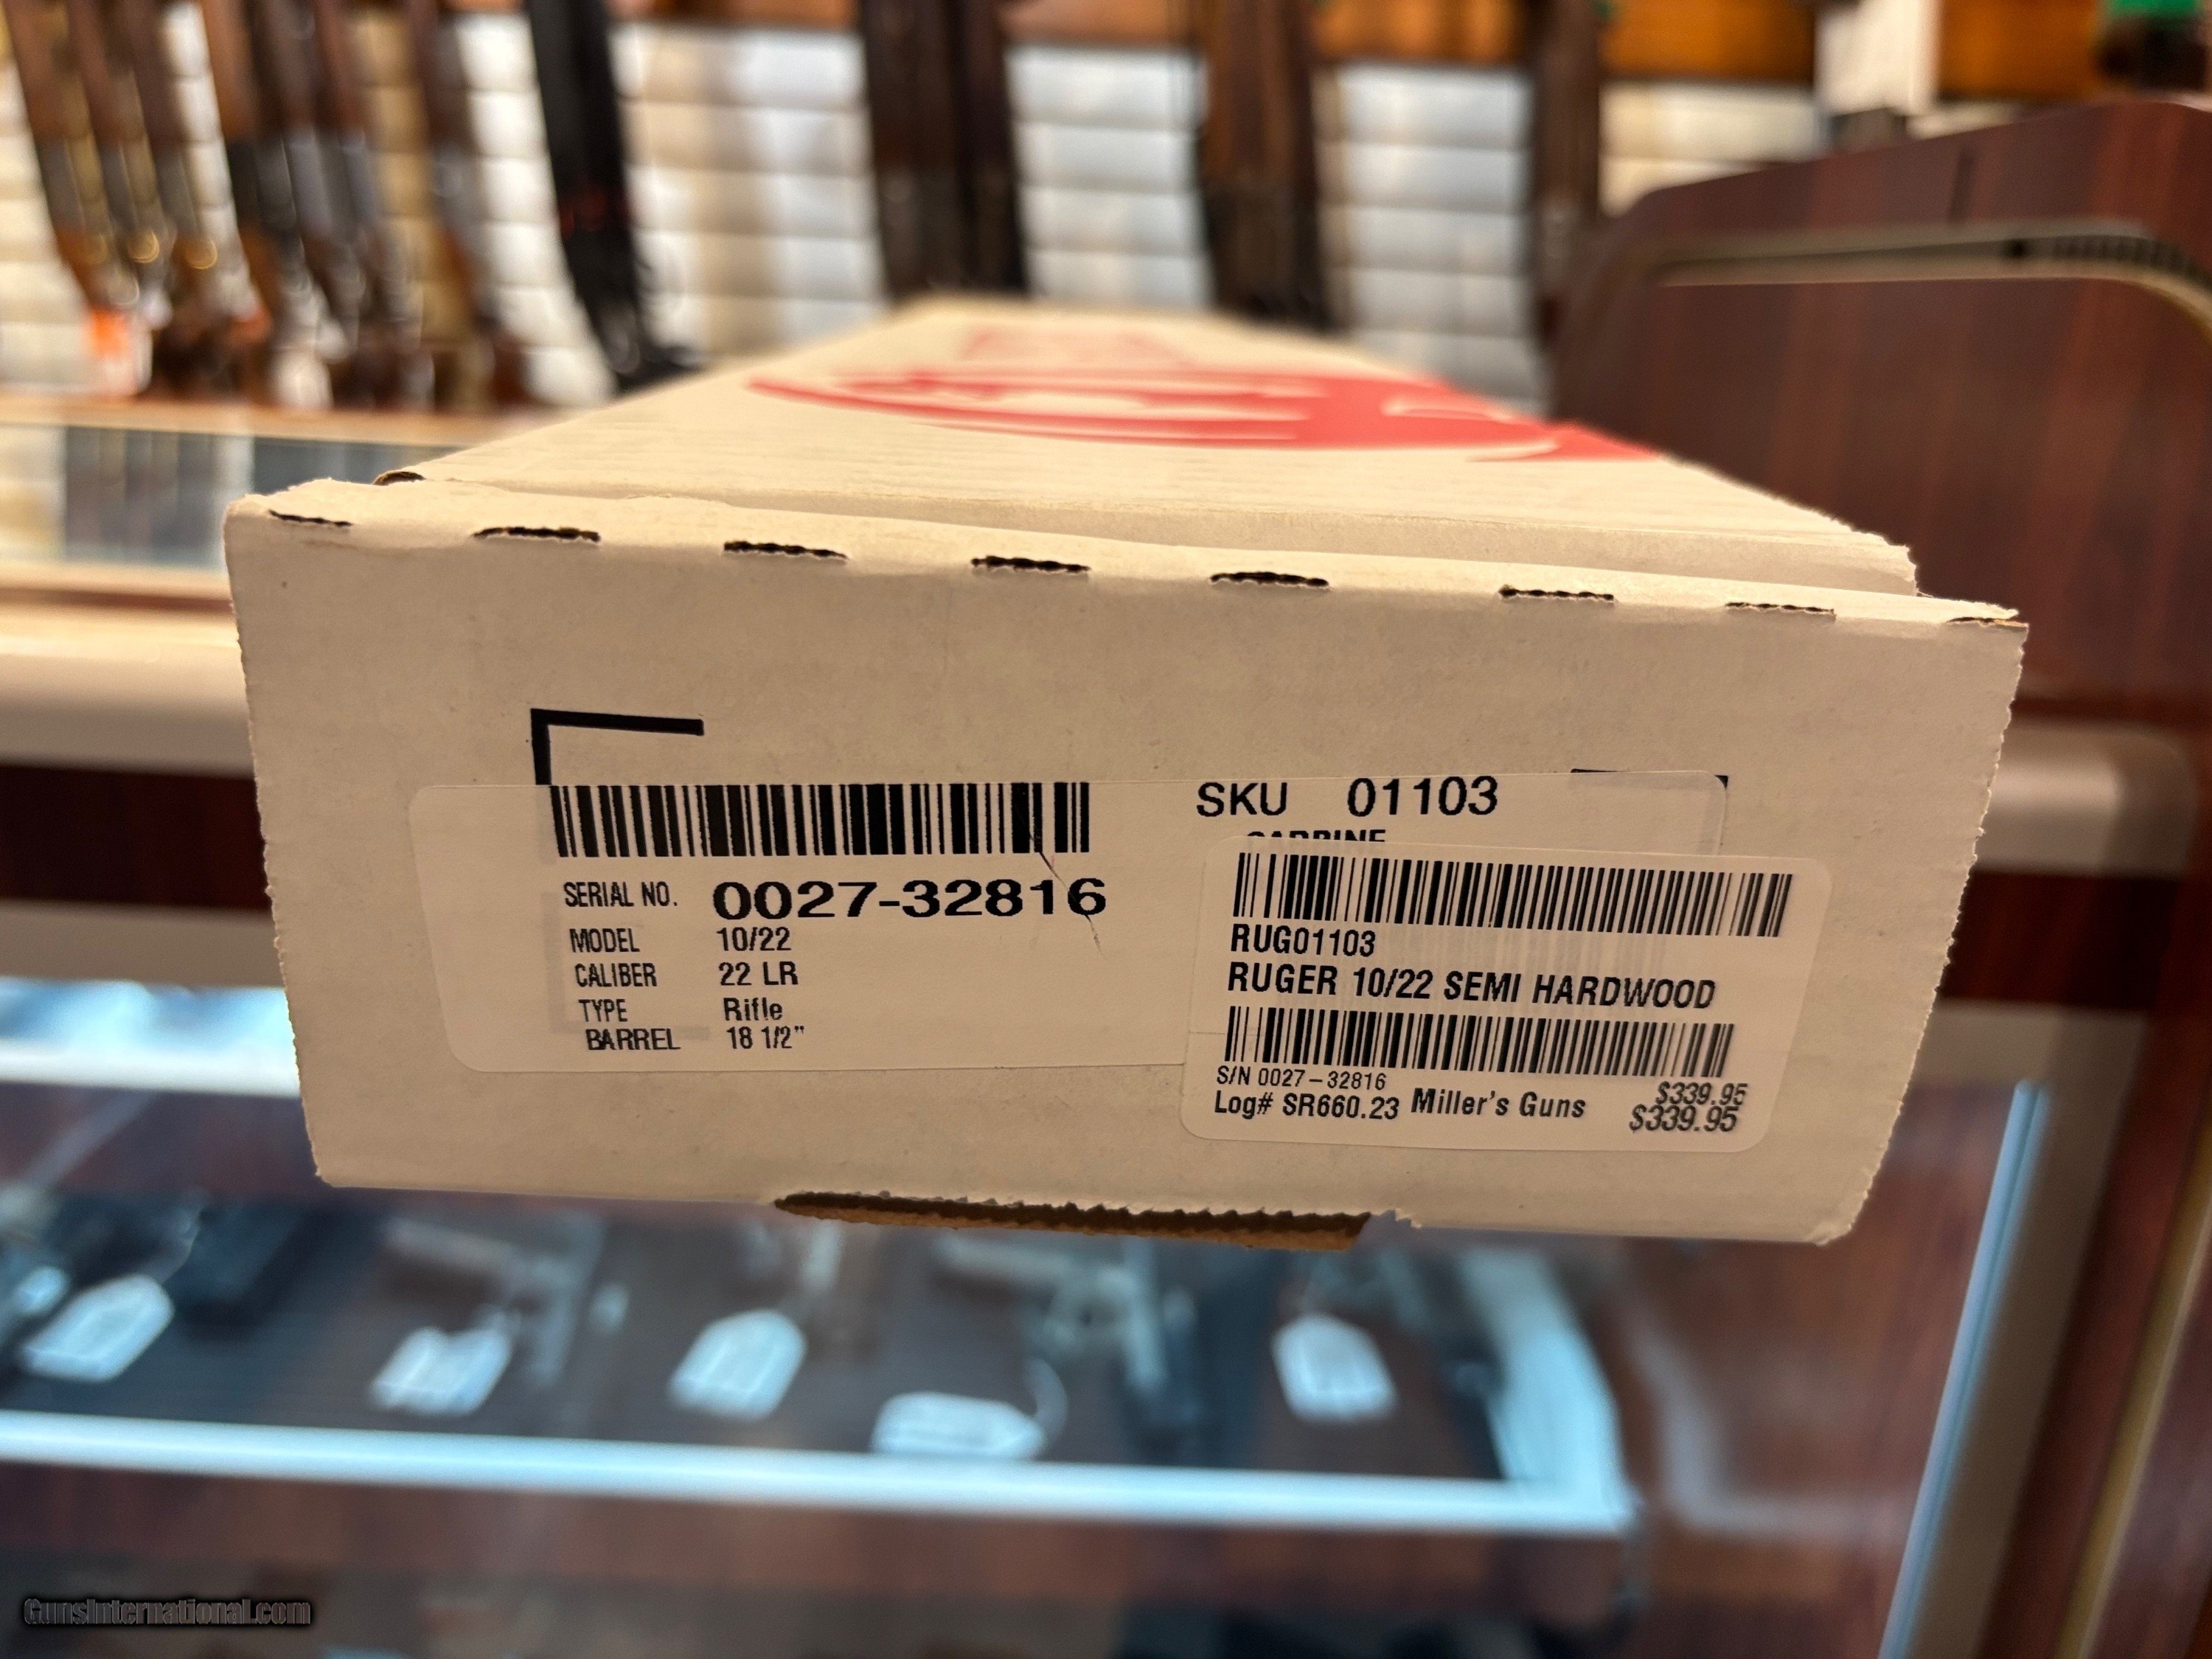 SKU 01103
CARBINE
SERIAL NO. 0027-32816
MODEL 10/22
CALIBER 22 LR
TYPE Rifle
BARREL 18 1/2"
RUG01103
RUGER 10/22 SEMI HARDWOOD
S/N 0027-32816
$339.95
Log# SR660.23 Miller's Guns $339.95
GunsInternational.com